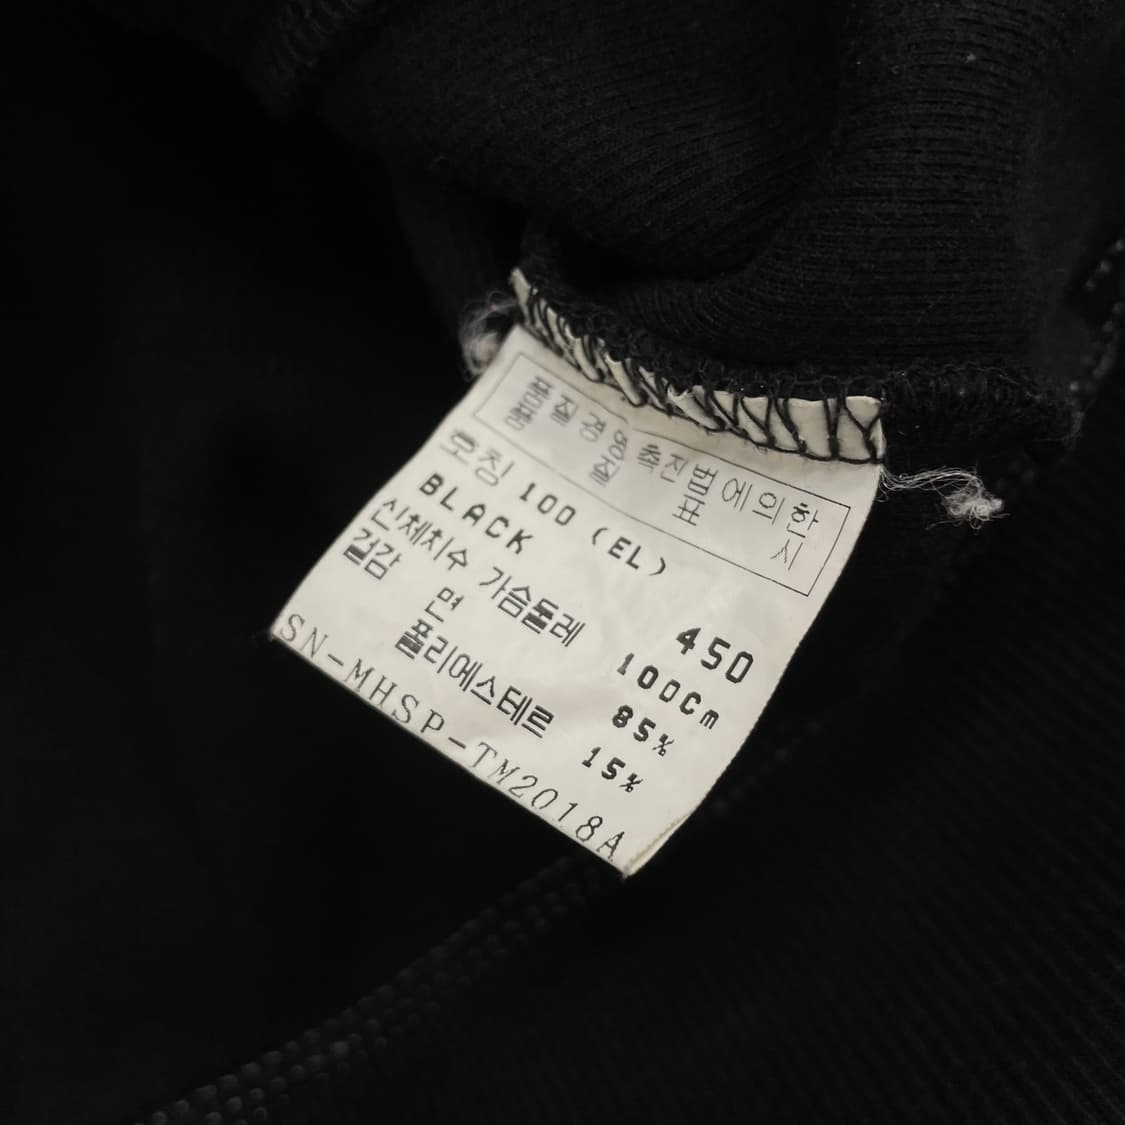 품질경영촉진법에의한
품질표시
호칭 100 (EL)
BLACK 450
신체치수 가슴둘레 100Cm
겉감 면 85%
폴리에스테르 15%
SN-MHSP-TM2018A